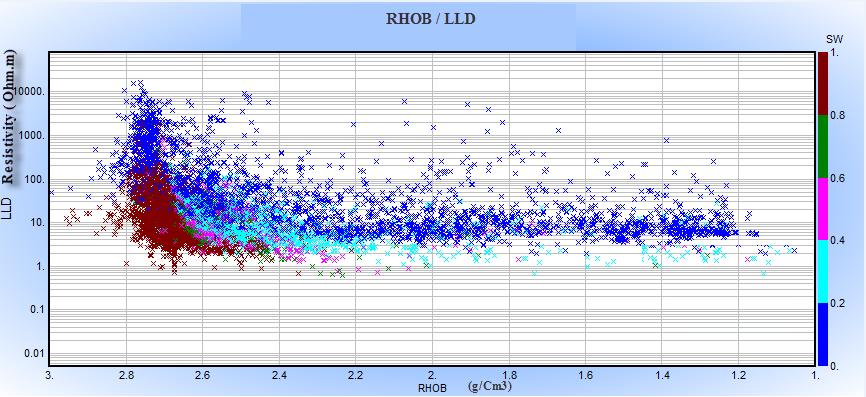 RHOB / LLD
SW
Resistivity ( Ohm.m)
LLD
10000.
1000.
100.
10.
1.
0.1
0.01
3. 2.8 2.6 2.4 2.2 2. 1.8 1.6 1.4 1.2 1.
RHOB (g/Cm3)
1.
0.8
0.6
0.4
0.2
0.